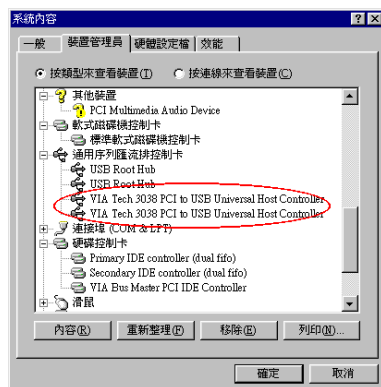 系統內容
一般 裝置管理員 硬體設定檔 效能
按類型來查看裝置(T) 按連線來查看裝置(C)
其他裝置
PCI Multimedia Audio Device
軟式磁碟機控制卡
標準軟式磁碟機控制卡
通用序列匯流排控制卡
USB Root Hub
USB Root Hub
VIA Tech 3038 PCI to USB Universal Host Controller
VIA Tech 3038 PCI to USB Universal Host Controller
連接埠 (COM & LPT)
硬碟控制卡
Primary IDE controller (dual fifo)
Secondary IDE controller (dual fifo)
VIA Bus Master PCI IDE Controller
滑鼠
內容(R) 重新整理(F) 移除(E) 列印(N)...
確定 取消